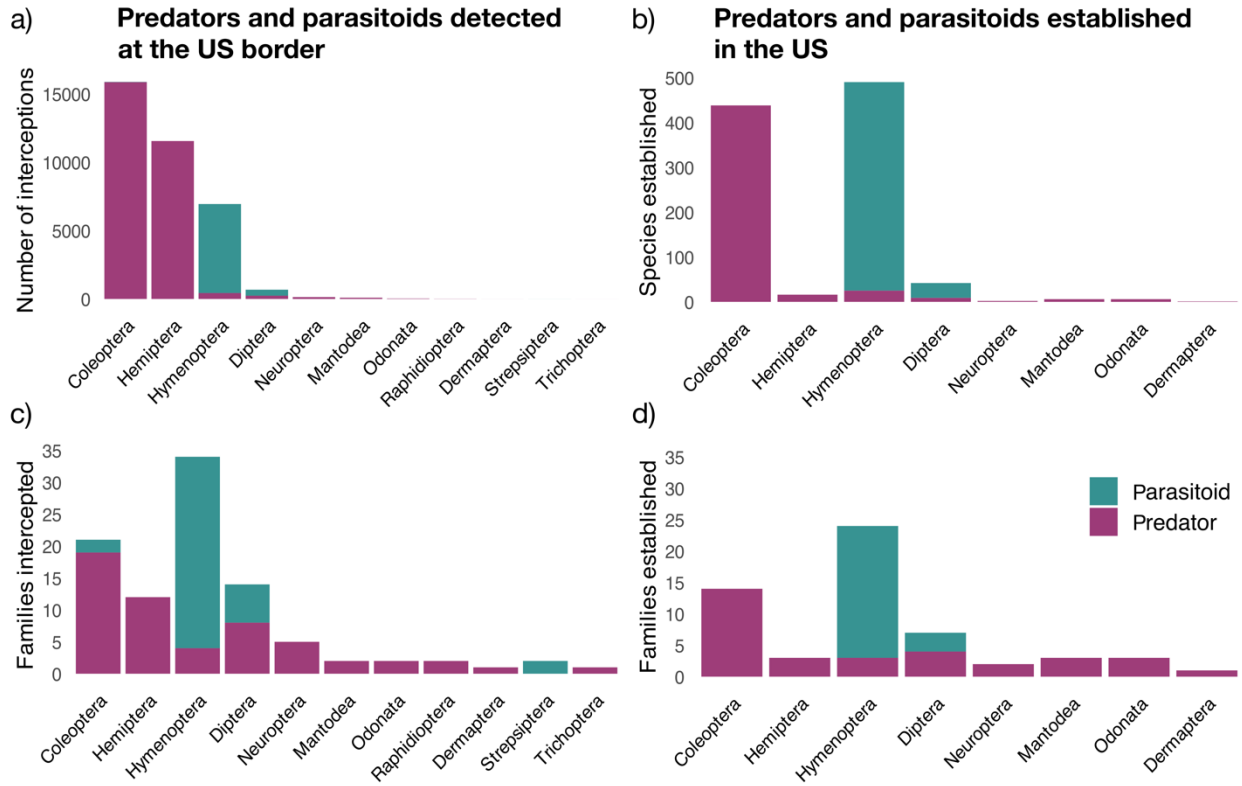 a)
Predators and parasitoids detected
at the US border
Number of interceptions
15000
10000
5000
0
Coleoptera
Hemiptera
Hymenoptera
Diptera
Neuroptera
Mantodea
Odonata
Raphidioptera
Dermaptera
Strepsiptera
Trichoptera
b)
Predators and parasitoids established
in the US
Species established
500
400
300
200
100
0
Coleoptera
Hemiptera
Hymenoptera
Diptera
Neuroptera
Mantodea
Odonata
Dermaptera
c)
Families intercepted
35
30
25
20
15
10
5
0
Coleoptera
Hemiptera
Hymenoptera
Diptera
Neuroptera
Mantodea
Odonata
Raphidioptera
Dermaptera
Strepsiptera
Trichoptera
d)
Families established
35
30
25
20
15
10
5
0
Parasitoid
Predator
Coleoptera
Hemiptera
Hymenoptera
Diptera
Neuroptera
Mantodea
Odonata
Dermaptera